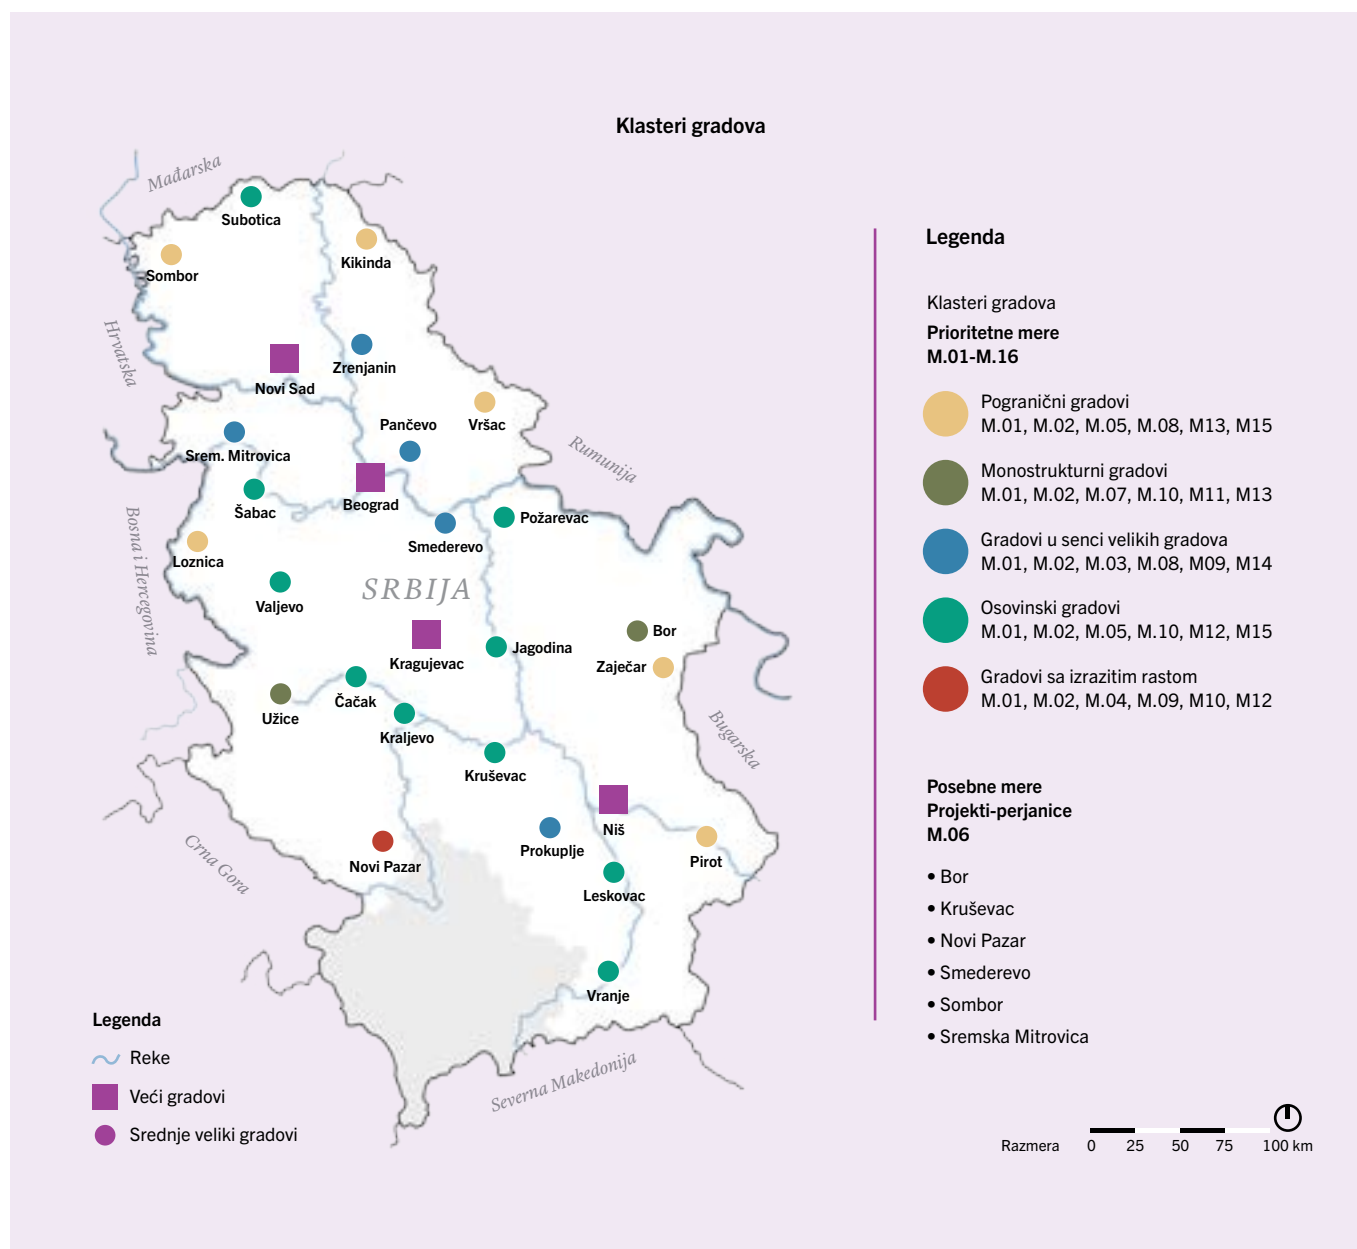 Klasteri gradova
Mađarska
Subotica
Kikinda
Sombor
Hrvatska
Zrenjanin
Novi Sad
Pančevo
Vršac
Srem. Mitrovica
Rumunija
Beograd
Šabac
Požarevac
Smederevo
Bosna i Hercegovina
Loznica
SRBIJA
Valjevo
Bor
Jagodina
Kragujevac
Zaječar
Čačak
Užice
Kraljevo
Bugarska
Kruševac
Niš
Prokuplje
Pirot
Novi Pazar
Crna Gora
Leskovac
Vranje
Severna Makedonija
Legenda
Reke
Veći gradovi
Srednje veliki gradovi
Legenda
Klasteri gradova
Prioritetne mere
M.01-M.16
Pogranični gradovi
M.01, M.02, M.05, M.08, M13, M15
Monostrukturni gradovi
M.01, M.02, M.07, M.10, M11, M13
Gradovi u senci velikih gradova
M.01, M.02, M.03, M.08, M09, M14
Osovinski gradovi
M.01, M.02, M.05, M.10, M12, M15
Gradovi sa izrazitim rastom
M.01, M.02, M.04, M.09, M10, M12
Posebne mere
Projekti-perjanice
M.06
• Bor
• Kruševac
• Novi Pazar
• Smederevo
• Sombor
• Sremska Mitrovica
Razmera 0 25 50 75 100 km